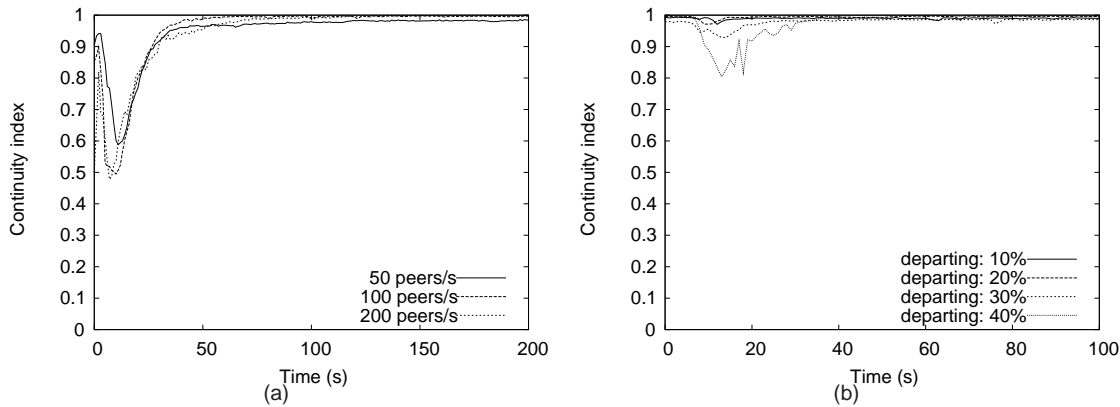 1
0.9
0.8
0.7
0.6
0.5
0.4
0.3
0.2
0.1
0
Continuity index
50 peers/s
100 peers/s
200 peers/s
0 50 100 150 200
Time (s)
(a)
1
0.9
0.8
0.7
0.6
0.5
0.4
0.3
0.2
0.1
0
Continuity index
departing: 10%
departing: 20%
departing: 30%
departing: 40%
0 20 40 60 80 100
Time (s)
(b)